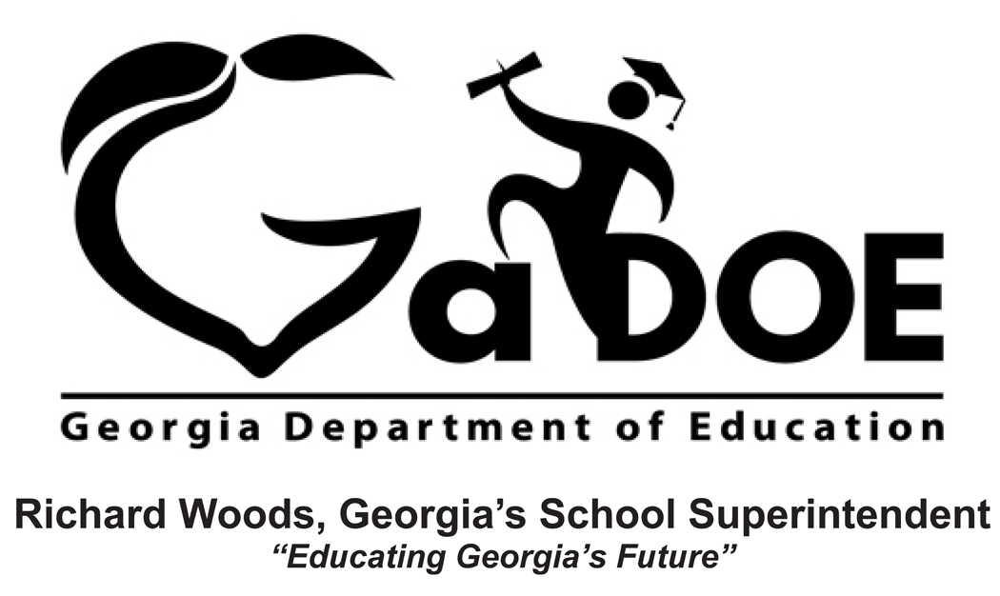 GaDOE
Georgia Department of Education
Richard Woods, Georgia’s School Superintendent
“Educating Georgia’s Future”